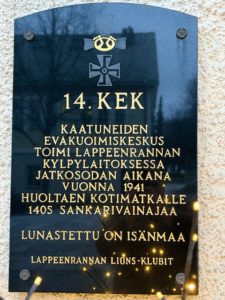 14. KEK
KAATUNEIDEN
EVAKUOIMISKESKUS
TOIMI LAPPEENRANNAN
KYLPYLAITOKSESSA
JATKOSODAN AIKANA
VUONNA 1941
HUOLTAEN KOTIMATKALLE
1405 SANKARIVAINAJAA
LUNASTETTU ON ISÄNMAA
LAPPEENRANNAN LIONS-KLUBIT